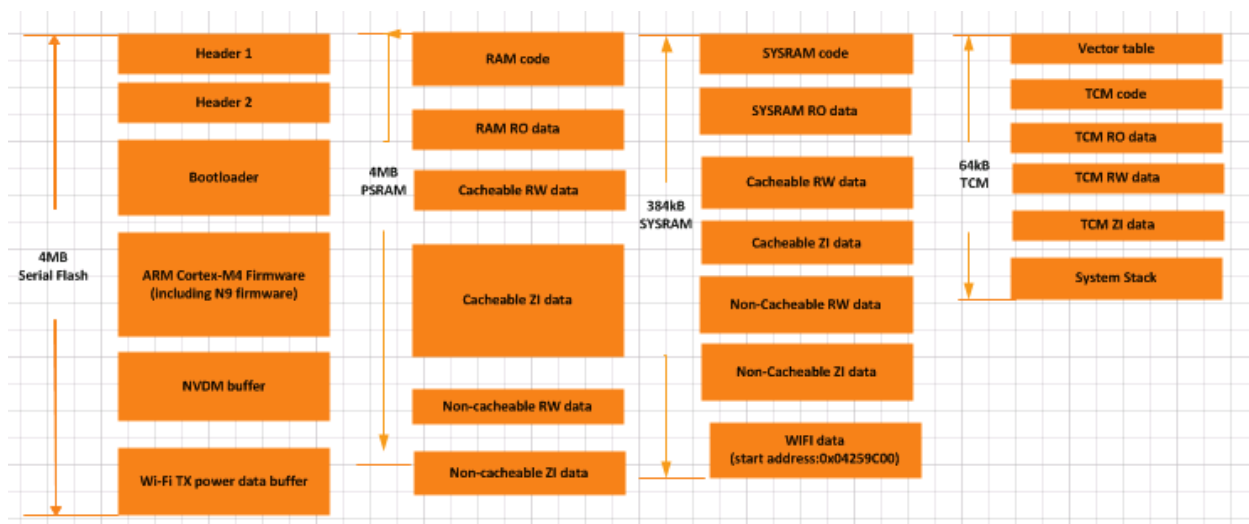 Header 1
Header 2
Bootloader
4MB
Serial Flash
ARM Cortex-M4 Firmware
(including N9 firmware)
NVDM buffer
Wi-Fi TX power data buffer
RAM code
RAM RO data
4MB
PSRAM
Cacheable RW data
Cacheable ZI data
Non-cacheable RW data
Non-cacheable ZI data
SYSRAM code
SYSRAM RO data
Cacheable RW data
384kB
SYSRAM
Cacheable ZI data
Non-Cacheable RW data
Non-Cacheable ZI data
WIFI data
(start address:0x04259C00)
Vector table
TCM code
TCM RO data
64kB
TCM
TCM RW data
TCM ZI data
System Stack